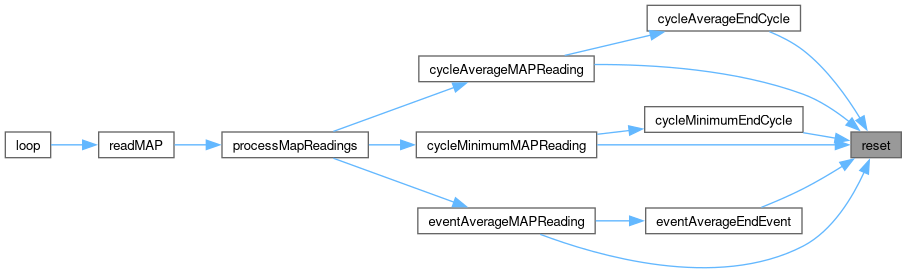 cycleAverageEndCycle
cycleAverageMAPReading
cycleMinimumEndCycle
loop
readMAP
processMapReadings
cycleMinimumMAPReading
reset
eventAverageMAPReading
eventAverageEndEvent